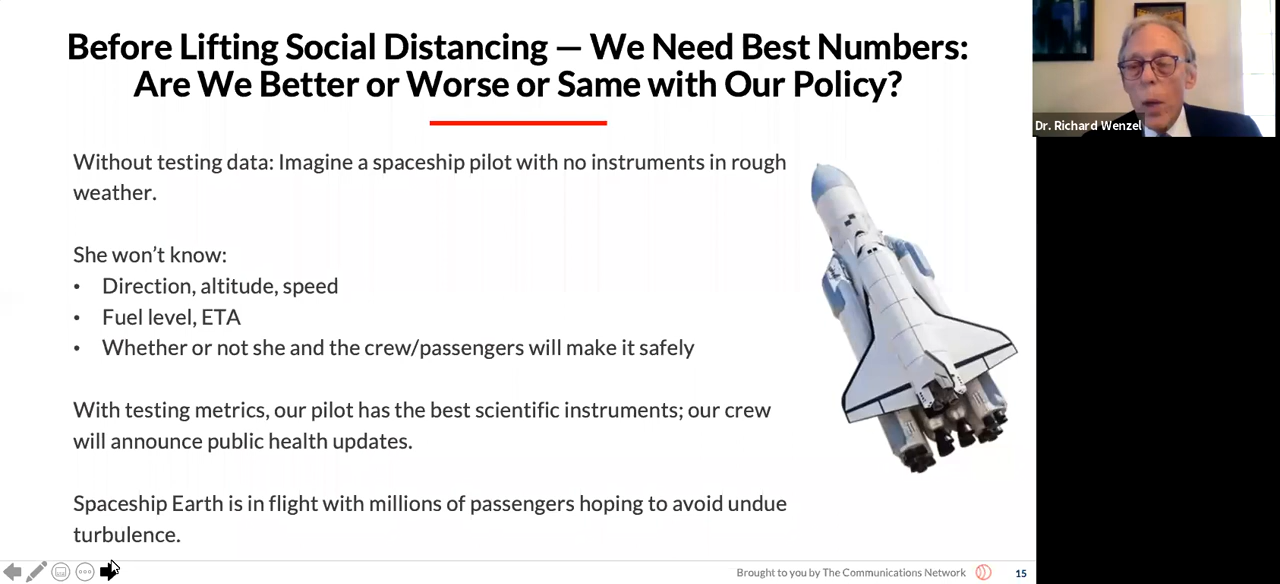 Before Lifting Social Distancing — We Need Best Numbers:
Are We Better or Worse or Same with Our Policy?
Dr. Richard Wenzel
Without testing data: Imagine a spaceship pilot with no instruments in rough
weather.
She won’t know:
• Direction, altitude, speed
• Fuel level, ETA
• Whether or not she and the crew/passengers will make it safely
With testing metrics, our pilot has the best scientific instruments; our crew
will announce public health updates.
Spaceship Earth is in flight with millions of passengers hoping to avoid undue
turbulence.
Brought to you by The Communications Network 15